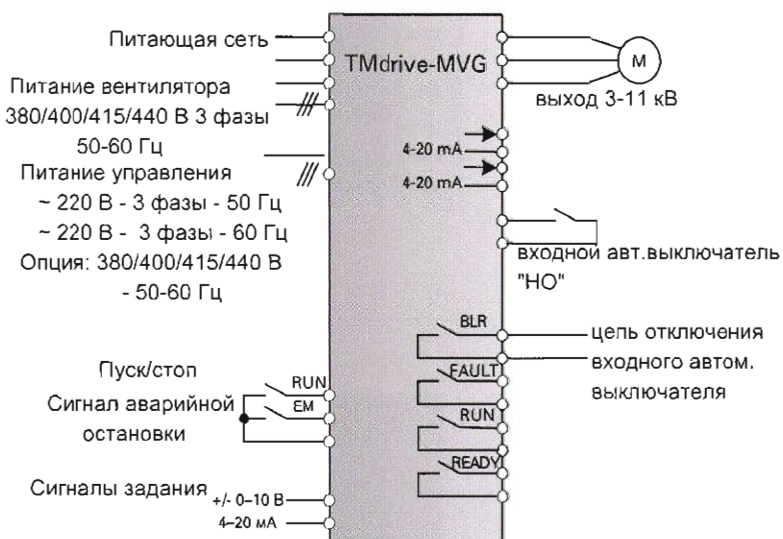 Питающая сеть
TMdrive-MVG
M
выход 3-11 кВ
Питание вентилятора
380/400/415/440 В 3 фазы
50-60 Гц
Питание управления
~ 220 В - 3 фазы - 50 Гц
~ 220 В - 3 фазы - 60 Гц
Опция: 380/400/415/440 В
- 50-60 Гц
4-20 mA
4-20 mA
входной авт.выключатель
"НО"
BLR
цепь отключения
входного автом.
выключателя
FAULT
RUN
READY
Пуск/стоп
RUN
Сигнал аварийной
остановки
EM
Сигналы задания
+/- 0–10 В
4–20 мА